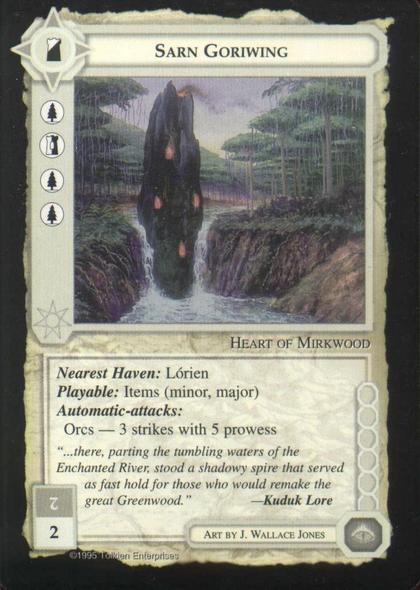 SARN GORIWING
HEART OF MIRKWOOD
Nearest Haven: Lórien
Playable: Items (minor, major)
Automatic-attacks:
Orcs — 3 strikes with 5 prowess
“...there, parting the tumbling waters of the
Enchanted River, stood a shadowy spire that served
as fast hold for those who would remake the
great Greenwood.” —Kuduk Lore
2
2
ART BY J. WALLACE JONES
©1995 Tolkien Enterprises